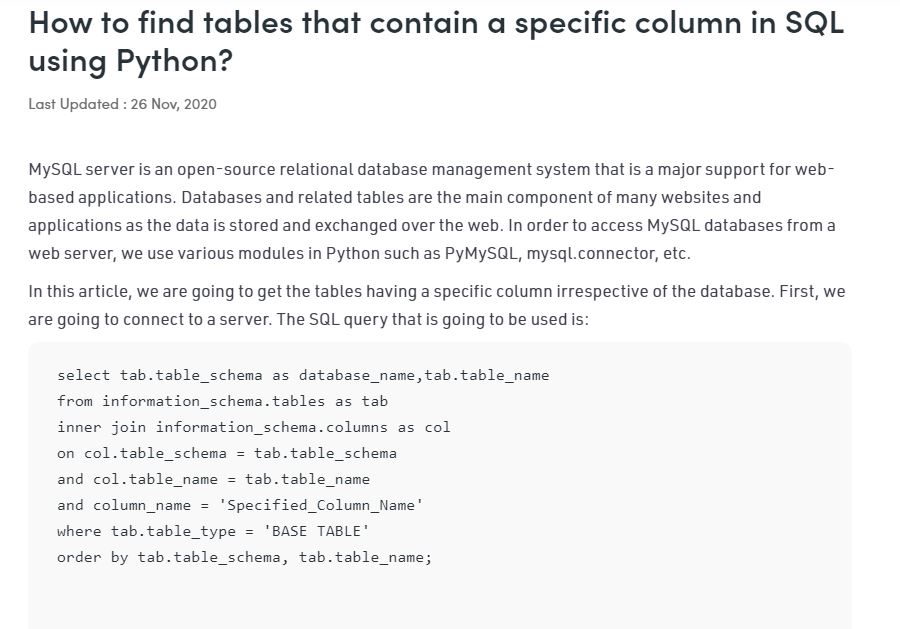 How to find tables that contain a specific column in SQL
using Python?
Last Updated : 26 Nov, 2020
MySQL server is an open-source relational database management system that is a major support for web-
based applications. Databases and related tables are the main component of many websites and
applications as the data is stored and exchanged over the web. In order to access MySQL databases from a
web server, we use various modules in Python such as PyMySQL, mysql.connector, etc.
In this article, we are going to get the tables having a specific column irrespective of the database. First, we
are going to connect to a server. The SQL query that is going to be used is:
select tab.table_schema as database_name,tab.table_name
from information_schema.tables as tab
inner join information_schema.columns as col
on col.table_schema = tab.table_schema
and col.table_name = tab.table_name
and column_name = 'Specified_Column_Name'
where tab.table_type = 'BASE TABLE'
order by tab.table_schema, tab.table_name;